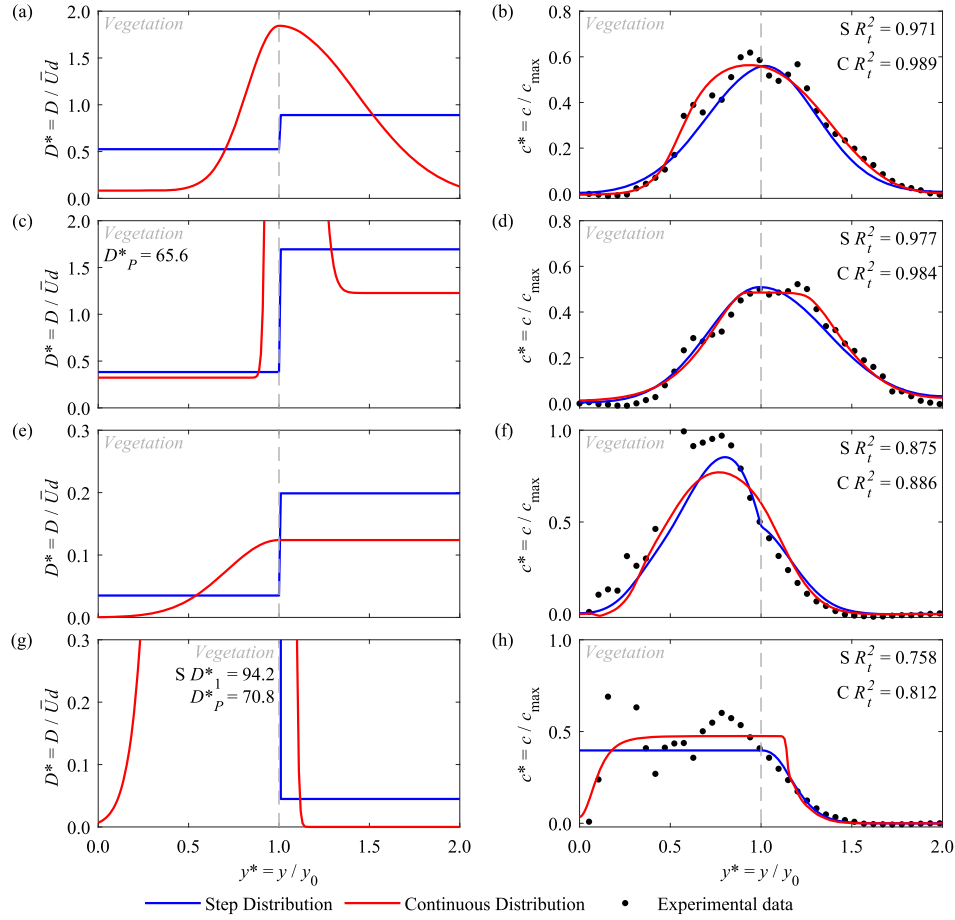 (a)
Vegetation
2.0
1.5
1.0
0.5
0.0
D* = D / Ūd
(b)
Vegetation
S R_t^2 = 0.971
C R_t^2 = 0.989
0.8
0.6
0.4
0.2
0.0
c* = c / c_max
(c)
Vegetation
D*_P = 65.6
2.0
1.5
1.0
0.5
0.0
D* = D / Ūd
(d)
Vegetation
S R_t^2 = 0.977
C R_t^2 = 0.984
0.8
0.6
0.4
0.2
0.0
c* = c / c_max
(e)
Vegetation
0.3
0.2
0.1
0.0
D* = D / Ūd
(f)
Vegetation
S R_t^2 = 0.875
C R_t^2 = 0.886
1.0
0.5
0.0
c* = c / c_max
(g)
Vegetation
S D*_1 = 94.2
D*_P = 70.8
0.3
0.2
0.1
0.0
D* = D / Ūd
0.0 0.5 1.0 1.5 2.0
y* = y / y_0
(h)
Vegetation
S R_t^2 = 0.758
C R_t^2 = 0.812
1.0
0.5
0.0
c* = c / c_max
0.0 0.5 1.0 1.5 2.0
y* = y / y_0
Step Distribution Continuous Distribution Experimental data